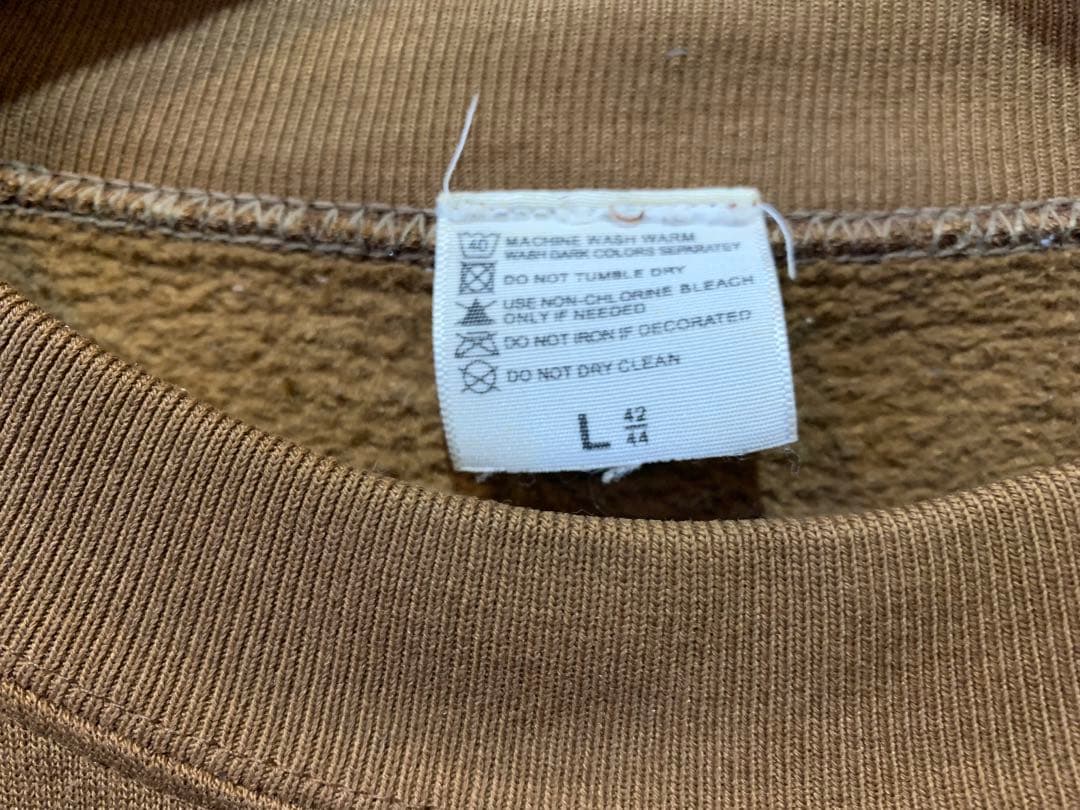 40 MACHINE WASH WARM
WASH DARK COLORS SEPARATELY
DO NOT TUMBLE DRY
USE NON-CHLORINE BLEACH
ONLY IF NEEDED
DO NOT IRON IF DECORATED
DO NOT DRY CLEAN
L 42
44